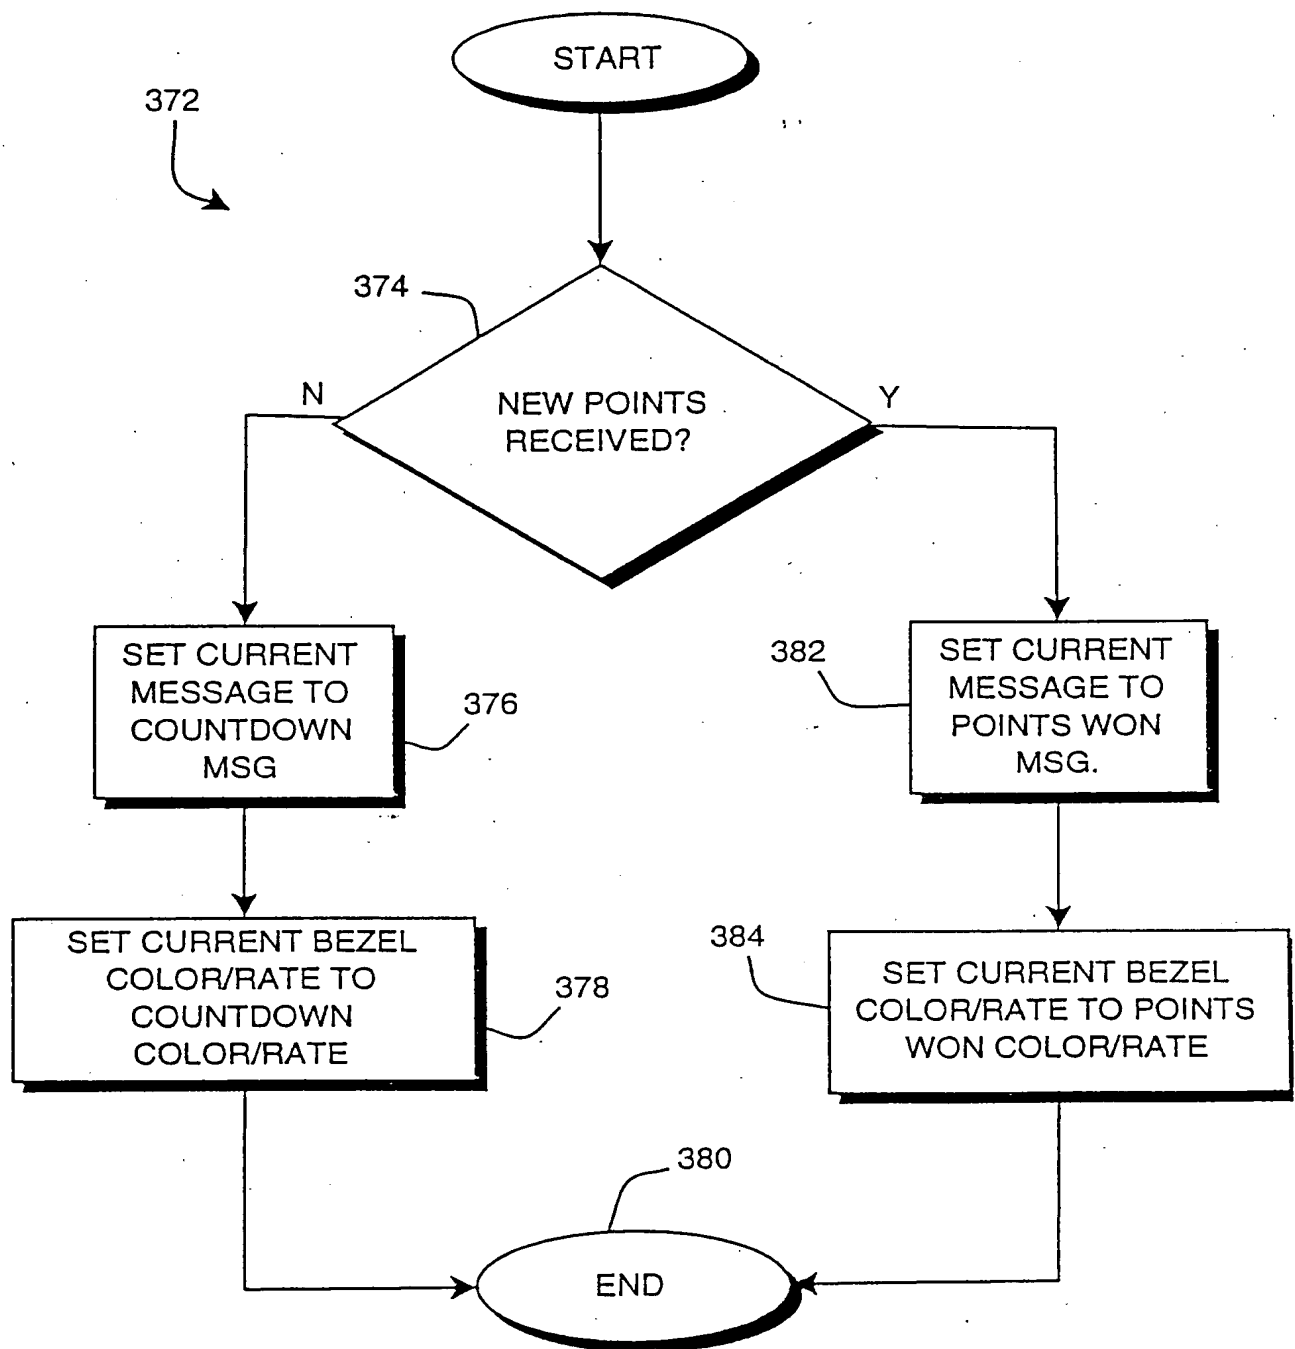 START
372
374
N
NEW POINTS
RECEIVED?
Y
SET CURRENT
MESSAGE TO
COUNTDOWN
MSG
376
382
SET CURRENT
MESSAGE TO
POINTS WON
MSG.
SET CURRENT BEZEL
COLOR/RATE TO
COUNTDOWN
COLOR/RATE
378
384
SET CURRENT BEZEL
COLOR/RATE TO POINTS
WON COLOR/RATE
380
END